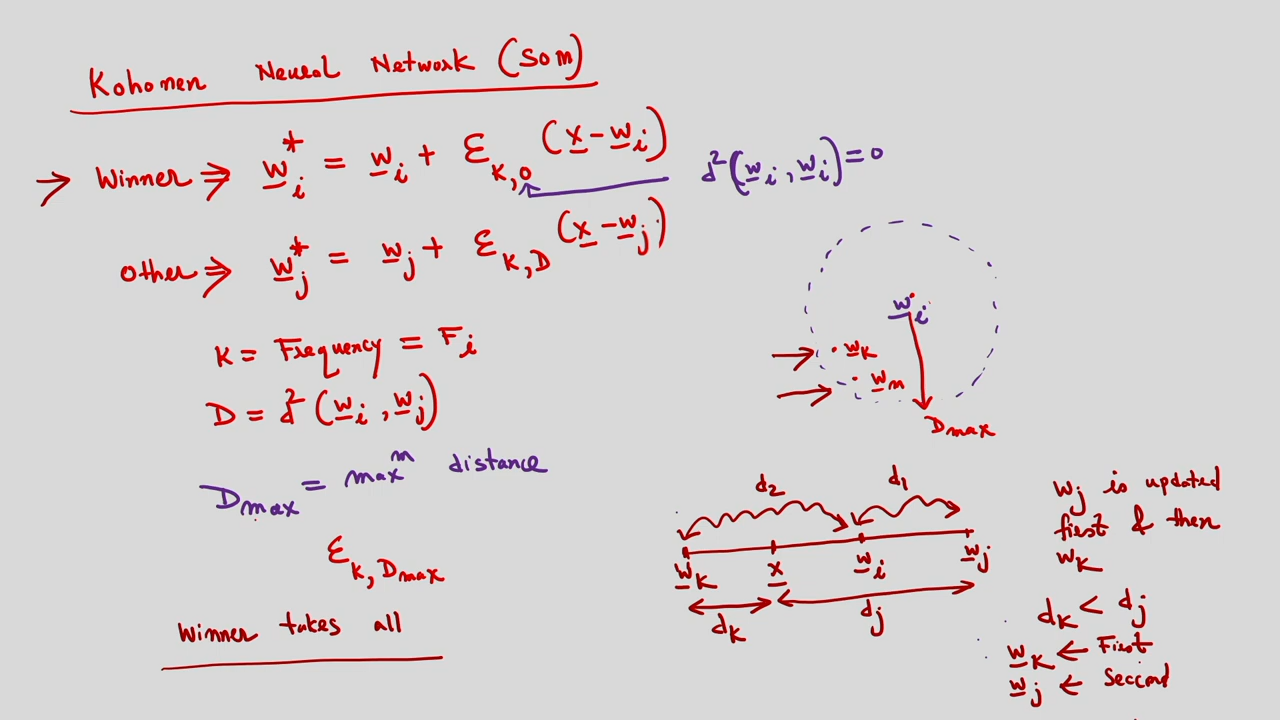 Kohonen Neural Network (SOM)
→ Winner ⇒ w*i = wi + εK,0 (x - wi)
d²(wi, wi) = 0
Other ⇒ w*j = wj + εK,D (x - wj)
K = Frequency = Fi
D = d²(wi, wj)
Dmax = maxm distance
εK,Dmax
Winner takes all
wi
wK
wm
Dmax
d2 d1
wK x wi wj
dK dj
wj is updated
first & then
wK
dK < dj
wK ← First
wj ← Second